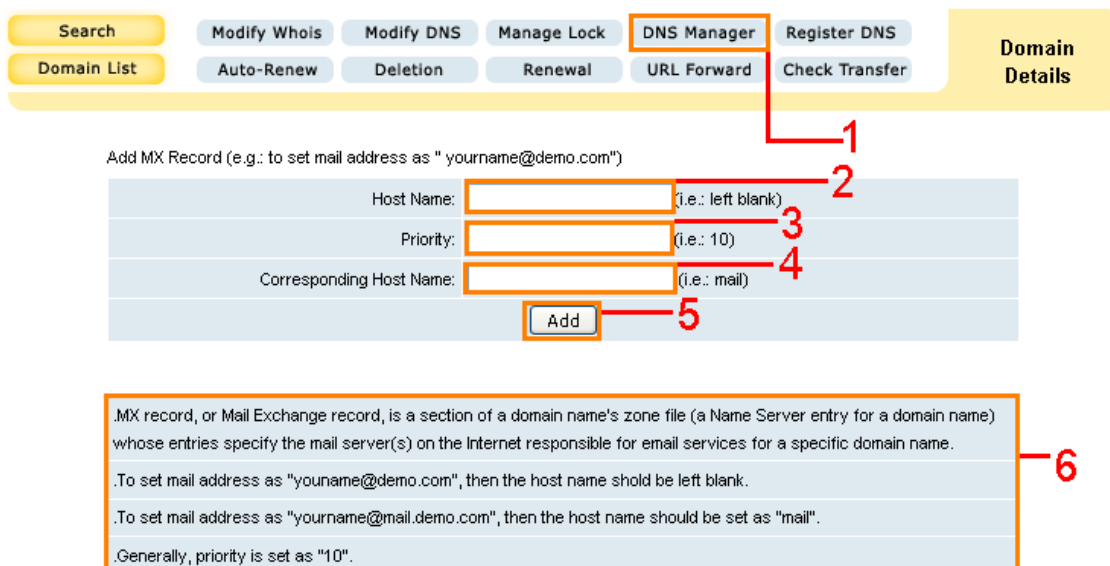 Search Modify Whois Modify DNS Manage Lock DNS Manager Register DNS
Domain List Auto-Renew Deletion Renewal URL Forward Check Transfer
Domain
Details
1
Add MX Record (e.g.: to set mail address as " yourname@demo.com")
Host Name: (i.e.: left blank) 2
Priority: (i.e.: 10) 3
Corresponding Host Name: (i.e.: mail) 4
Add 5
.MX record, or Mail Exchange record, is a section of a domain name's zone file (a Name Server entry for a domain name)
whose entries specify the mail server(s) on the Internet responsible for email services for a specific domain name.
6
.To set mail address as "youname@demo.com", then the host name shold be left blank.
.To set mail address as "yourname@mail.demo.com", then the host name should be set as "mail".
.Generally, priority is set as "10".